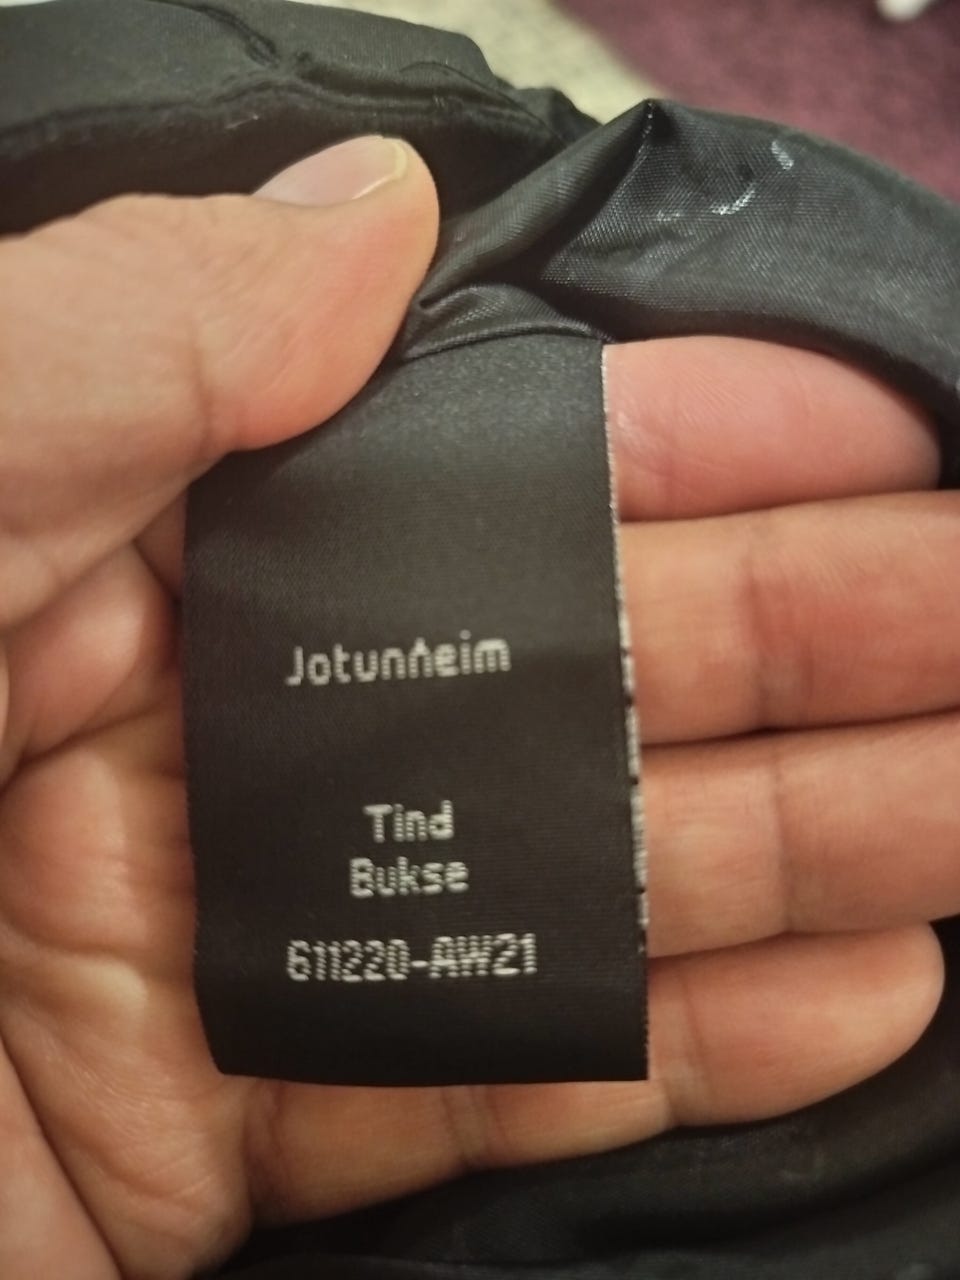 Jotunheim
Tind
Bukse
611220-AW21